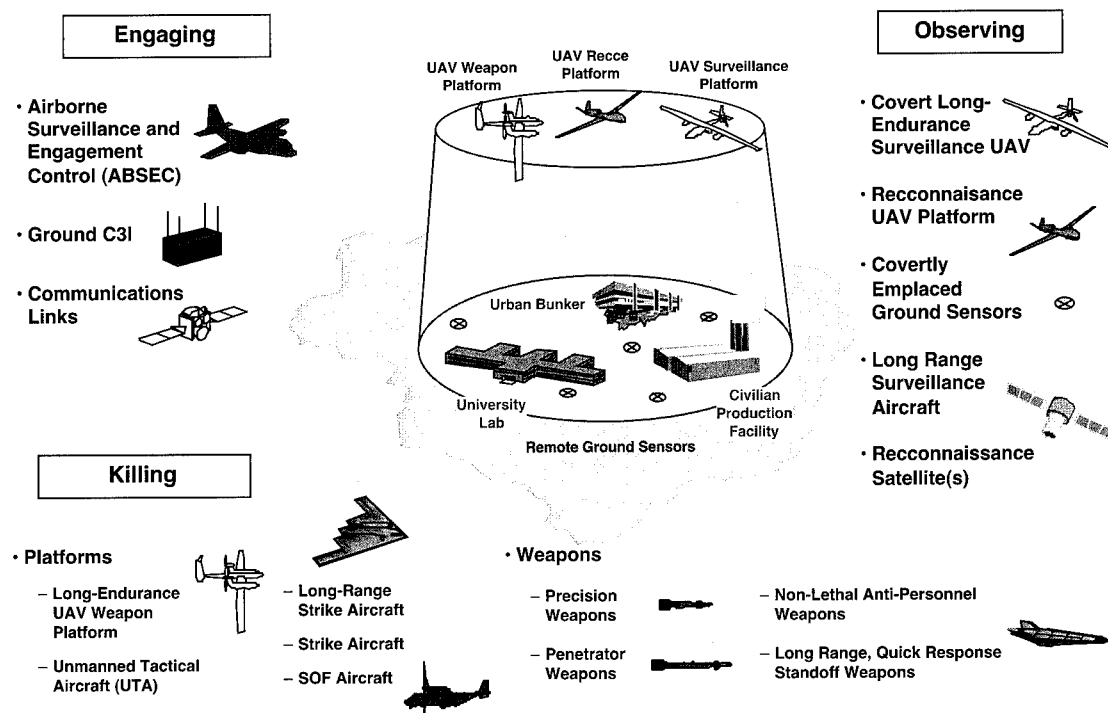 Engaging
• Airborne
Surveillance and
Engagement
Control (ABSEC)
• Ground C3I
• Communications
Links
UAV Weapon
Platform
UAV Recce
Platform
UAV Surveillance
Platform
Urban Bunker
University
Lab
Civilian
Production
Facility
Remote Ground Sensors
Observing
• Covert Long-
Endurance
Surveillance UAV
• Recconnaisance
UAV Platform
• Covertly
Emplaced
Ground Sensors
• Long Range
Surveillance
Aircraft
• Recconnaissance
Satellite(s)
Killing
• Platforms
– Long-Endurance
UAV Weapon
Platform
– Unmanned Tactical
Aircraft (UTA)
– Long-Range
Strike Aircraft
– Strike Aircraft
– SOF Aircraft
• Weapons
– Precision
Weapons
– Penetrator
Weapons
– Non-Lethal Anti-Personnel
Weapons
– Long Range, Quick Response
Standoff Weapons